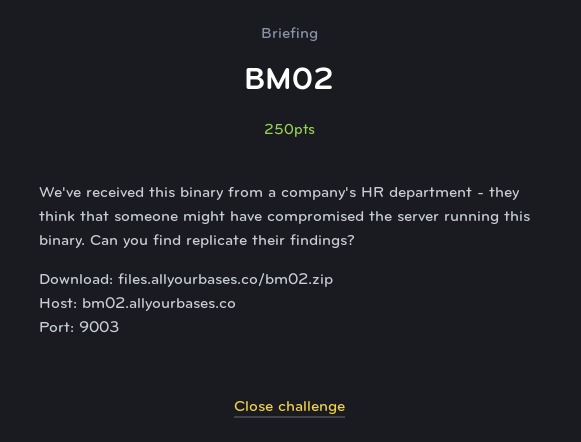 Briefing
BM02
250pts
We've received this binary from a company's HR department - they
think that someone might have compromised the server running this
binary. Can you find replicate their findings?
Download: files.allyourbases.co/bm02.zip
Host: bm02.allyourbases.co
Port: 9003
Close challenge